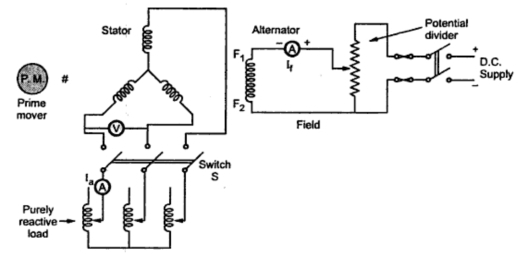 Stator
P. M.
#
Prime
mover
V
Switch
S
Ia
A
Purely
reactive
load
Alternator
− A +
If
F1
F2
Field
Potential
divider
+
D.C.
Supply
−